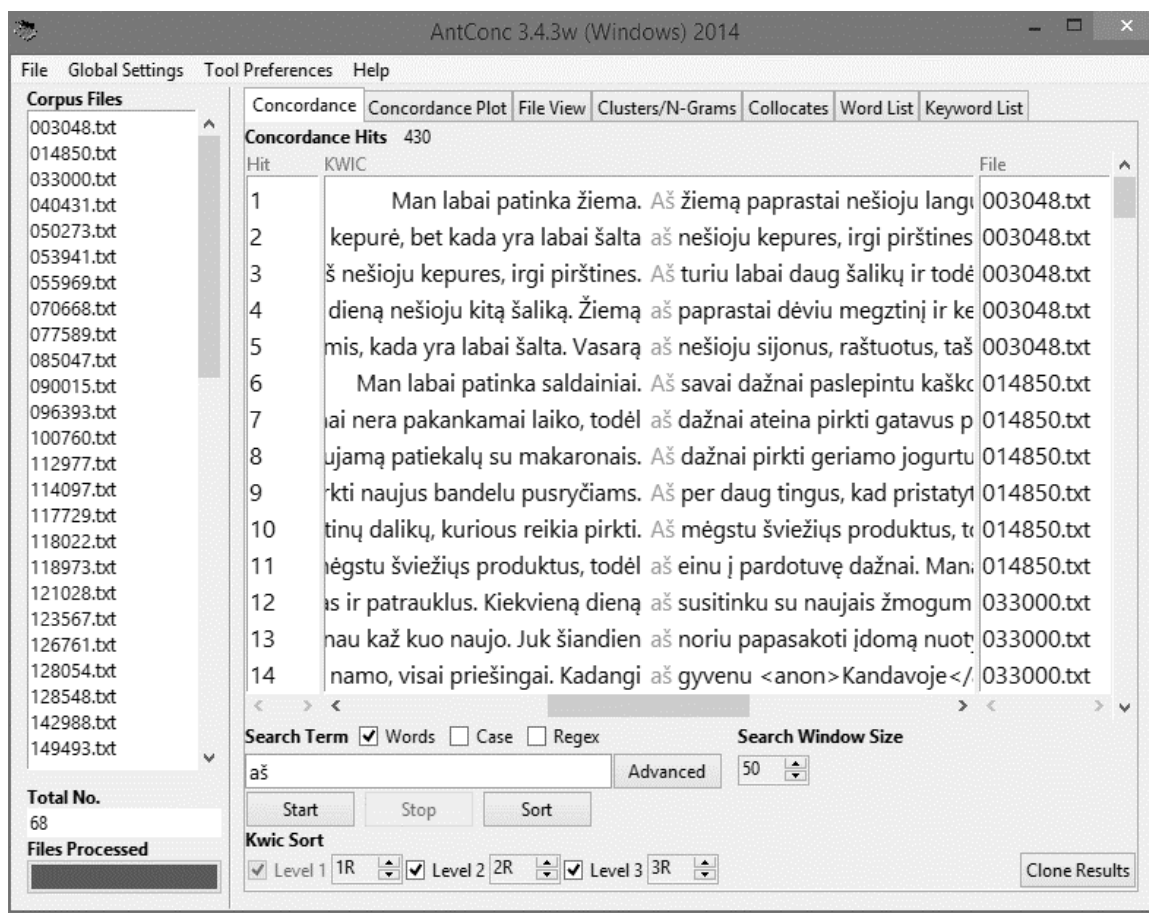 AntConc 3.4.3w (Windows) 2014
File Global Settings Tool Preferences Help
Corpus Files
003048.txt
014850.txt
033000.txt
040431.txt
050273.txt
053941.txt
055969.txt
070668.txt
077589.txt
085047.txt
090015.txt
096393.txt
100760.txt
112977.txt
114097.txt
117729.txt
118022.txt
118973.txt
121028.txt
123567.txt
126761.txt
128054.txt
128548.txt
142988.txt
149493.txt
Total No.
68
Files Processed
Concordance Concordance Plot File View Clusters/N-Grams Collocates Word List Keyword List
Concordance Hits 430
Hit KWIC File
1 Man labai patinka žiema. Aš žiemą paprastai nešioju langu 003048.txt
2 kepurė, bet kada yra labai šalta aš nešioju kepures, irgi pirštines 003048.txt
3 š nešioju kepures, irgi pirštines. Aš turiu labai daug šalikų ir todė 003048.txt
4 dieną nešioju kitą šaliką. Žiemą aš paprastai dėviu megztinį ir ke 003048.txt
5 mis, kada yra labai šalta. Vasarą aš nešioju sijonus, raštuotus, taš 003048.txt
6 Man labai patinka saldainiai. Aš savai dažnai paslepintu kaško 014850.txt
7 ai nera pakankamai laiko, todėl aš dažnai ateina pirkti gatavus p 014850.txt
8 ujamą patiekalų su makaronais. Aš dažnai pirkti geriamo jogurtu 014850.txt
9 rkti naujus bandelu pusryčiams. Aš per daug tingus, kad pristatyt 014850.txt
10 tinų dalikų, kurious reikia pirkti. Aš mėgstu šviežiųs produktus, to 014850.txt
11 mėgstu šviežiųs produktus, todėl aš einu į pardotuvę dažnai. Mana 014850.txt
12 as ir patrauklus. Kiekvieną dieną aš susitinku su naujais žmogum 033000.txt
13 nau kaž kuo naujo. Juk šiandien aš noriu papasakoti įdomą nuoty 033000.txt
14 namo, visai priešingai. Kadangi aš gyvenu <anon>Kandavoje</ 033000.txt
Search Term Words Case Regex Search Window Size
aš Advanced 50
Start Stop Sort
Kwic Sort
Level 1 1R Level 2 2R Level 3 3R Clone Results